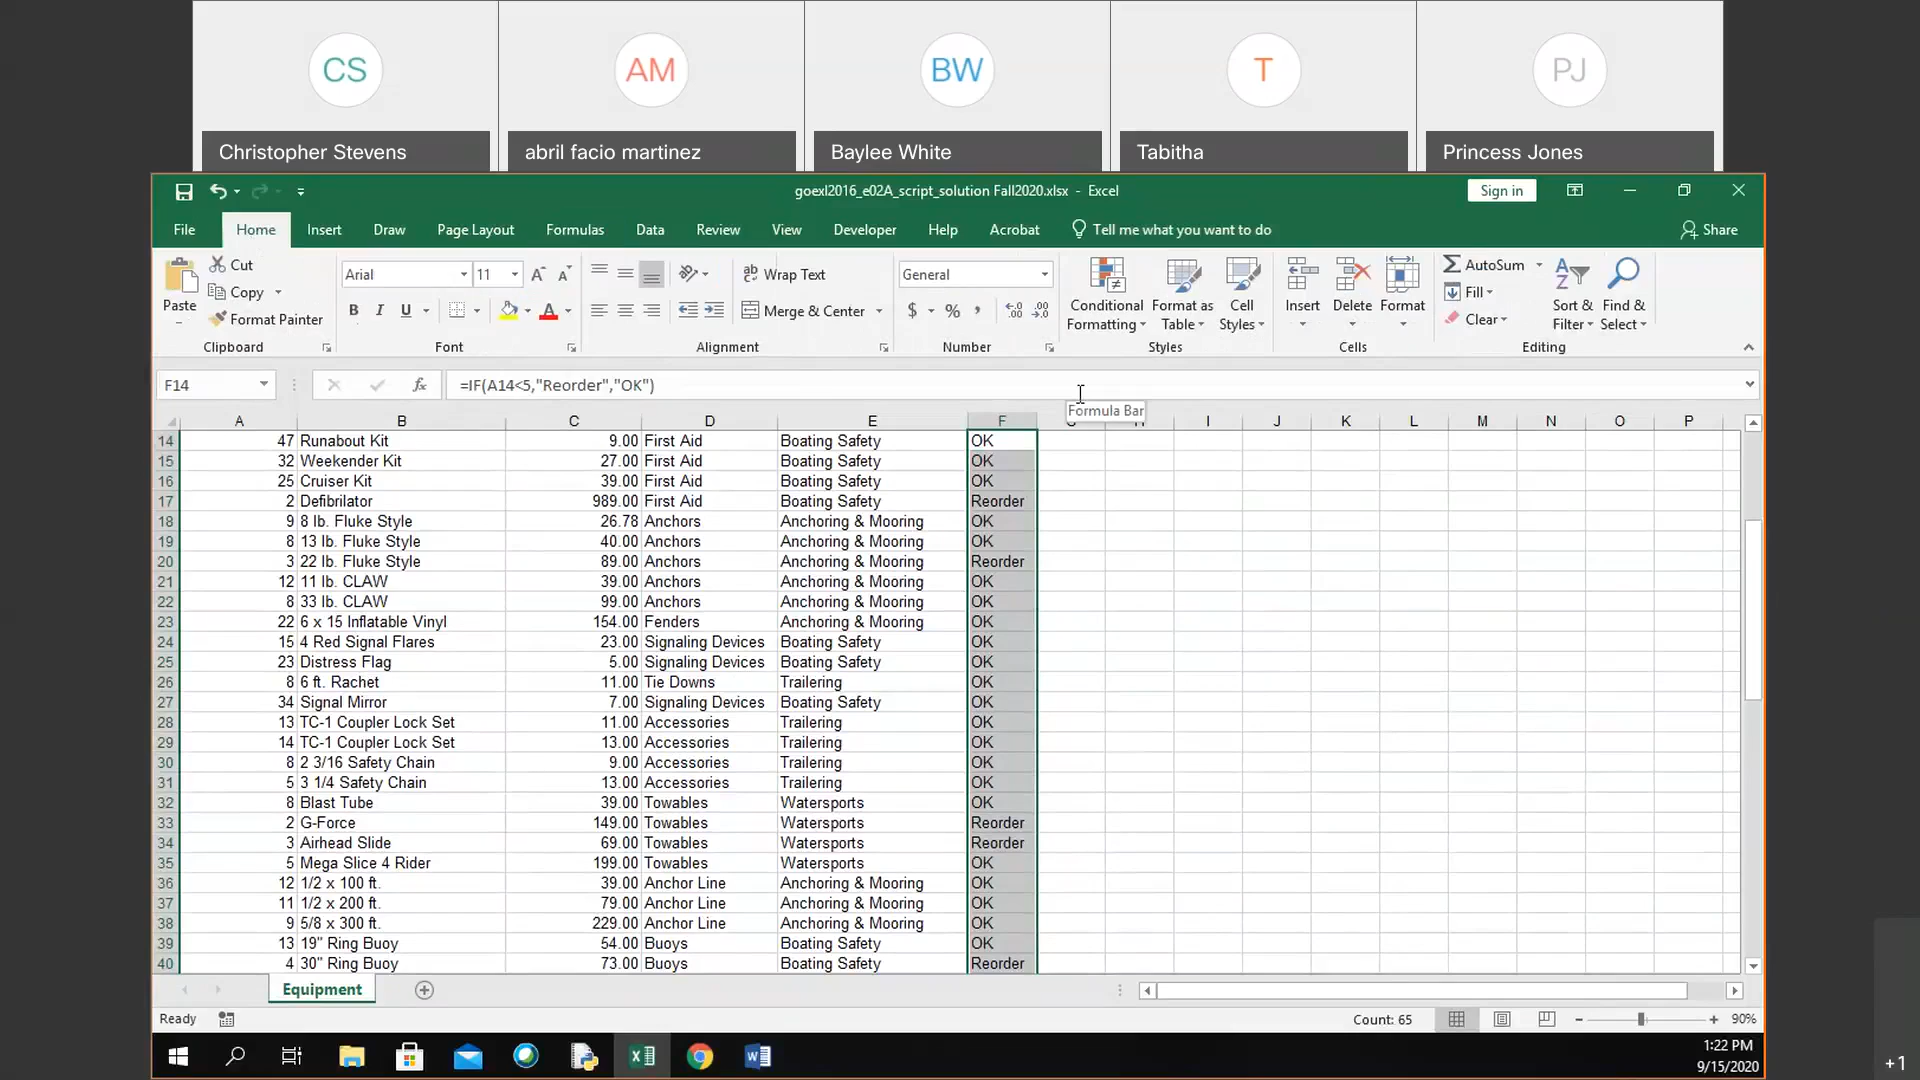 CS AM BW T PJ
Christopher Stevens abril facio martinez Baylee White Tabitha Princess Jones
goexl2016_e02A_script_solution Fall2020.xlsx - Excel Sign in
File Home Insert Draw Page Layout Formulas Data Review View Developer Help Acrobat Tell me what you want to do Share
Paste Cut Copy Format Painter
Arial 11 B I U
Wrap Text Merge & Center
General $ %
Conditional Formatting Format as Table Cell Styles
Insert Delete Format
AutoSum Fill Clear Sort & Filter Find & Select
Clipboard Font Alignment Number Styles Cells Editing
F14 fx =IF(A14<5,"Reorder","OK")
Formula Bar
A B C D E F I J K L M N O P
14 47 Runabout Kit 9.00 First Aid Boating Safety OK
15 32 Weekender Kit 27.00 First Aid Boating Safety OK
16 25 Cruiser Kit 39.00 First Aid Boating Safety OK
17 2 Defibrilator 989.00 First Aid Boating Safety Reorder
18 9 8 lb. Fluke Style 26.78 Anchors Anchoring & Mooring OK
19 8 13 lb. Fluke Style 40.00 Anchors Anchoring & Mooring OK
20 3 22 lb. Fluke Style 89.00 Anchors Anchoring & Mooring Reorder
21 12 11 lb. CLAW 39.00 Anchors Anchoring & Mooring OK
22 8 33 lb. CLAW 99.00 Anchors Anchoring & Mooring OK
23 22 6 x 15 Inflatable Vinyl 154.00 Fenders Anchoring & Mooring OK
24 15 4 Red Signal Flares 23.00 Signaling Devices Boating Safety OK
25 23 Distress Flag 5.00 Signaling Devices Boating Safety OK
26 8 6 ft. Rachet 11.00 Tie Downs Trailering OK
27 34 Signal Mirror 7.00 Signaling Devices Boating Safety OK
28 13 TC-1 Coupler Lock Set 11.00 Accessories Trailering OK
29 14 TC-1 Coupler Lock Set 13.00 Accessories Trailering OK
30 8 2 3/16 Safety Chain 9.00 Accessories Trailering OK
31 5 3 1/4 Safety Chain 13.00 Accessories Trailering OK
32 8 Blast Tube 39.00 Towables Watersports OK
33 2 G-Force 149.00 Towables Watersports Reorder
34 3 Airhead Slide 69.00 Towables Watersports Reorder
35 5 Mega Slice 4 Rider 199.00 Towables Watersports OK
36 12 1/2 x 100 ft. 39.00 Anchor Line Anchoring & Mooring OK
37 11 1/2 x 200 ft. 79.00 Anchor Line Anchoring & Mooring OK
38 9 5/8 x 300 ft. 229.00 Anchor Line Anchoring & Mooring OK
39 13 19" Ring Buoy 54.00 Buoys Boating Safety OK
40 4 30" Ring Buoy 73.00 Buoys Boating Safety Reorder
Equipment
Ready Count: 65 90%
1:22 PM
9/15/2020
+1